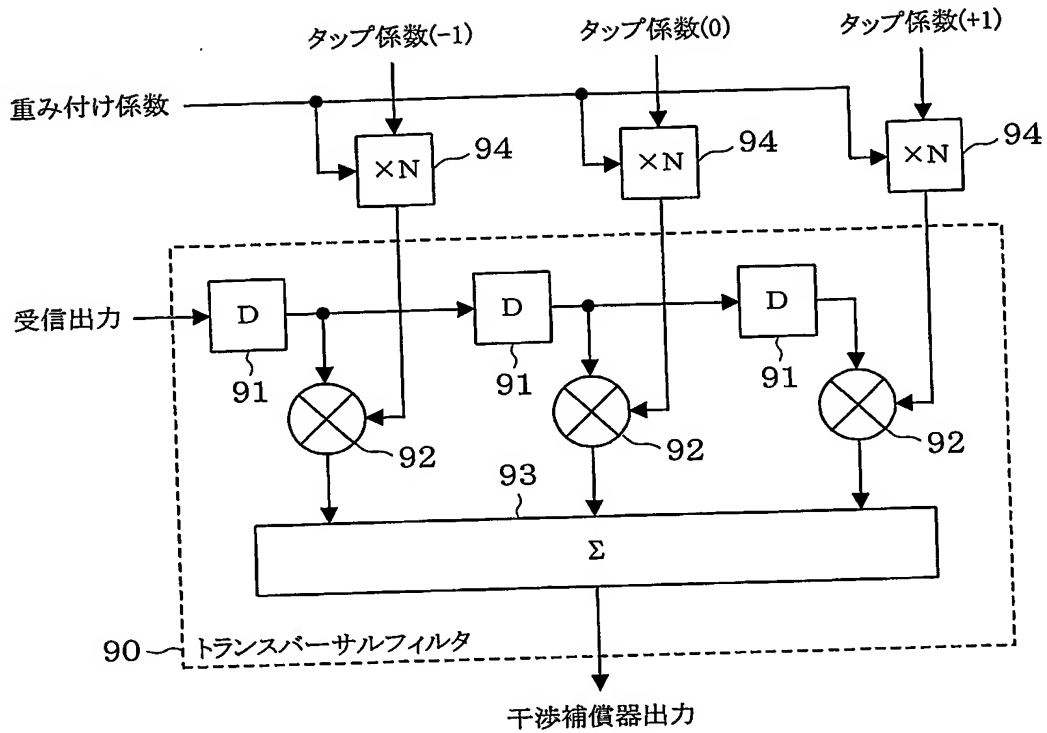 タップ係数(-1)
タップ係数(0)
タップ係数(+1)
重み付け係数
×N
94
×N
94
×N
94
受信出力
D
91
D
91
D
91
92
92
92
93
Σ
90
トランスバーサルフィルタ
干渉補償器出力